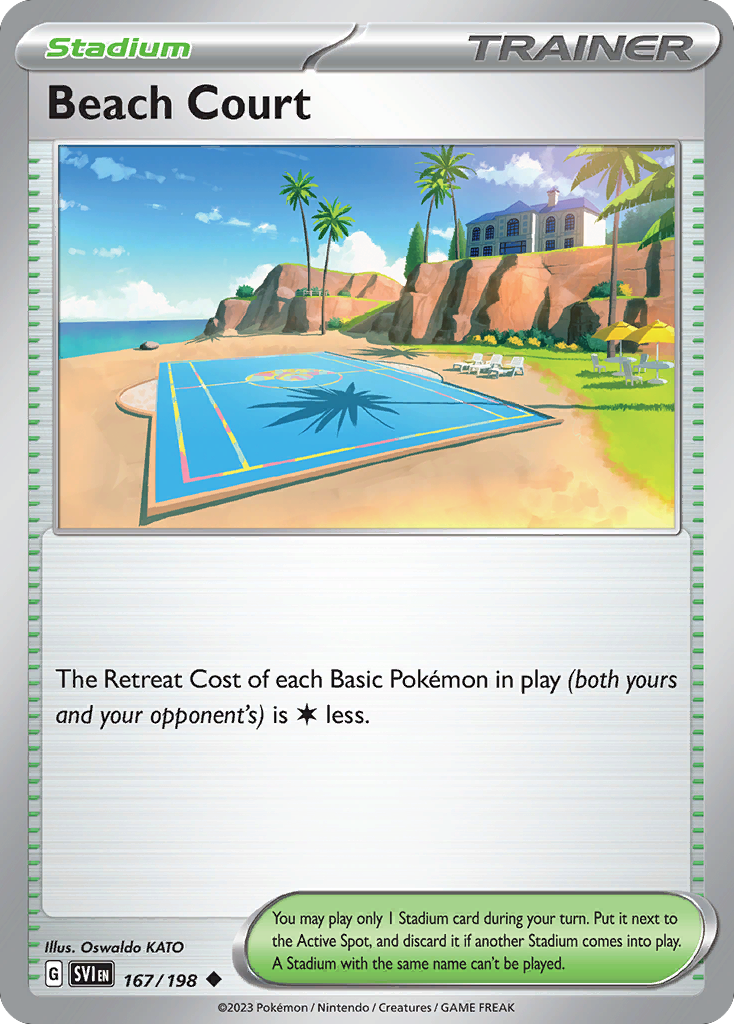 Stadium TRAINER
Beach Court
The Retreat Cost of each Basic Pokémon in play (both yours
and your opponent's) is less.
You may play only 1 Stadium card during your turn. Put it next to
the Active Spot, and discard it if another Stadium comes into play.
A Stadium with the same name can't be played.
Illus. Oswaldo KATO
G SVI EN 167/198
©2023 Pokémon / Nintendo / Creatures / GAME FREAK